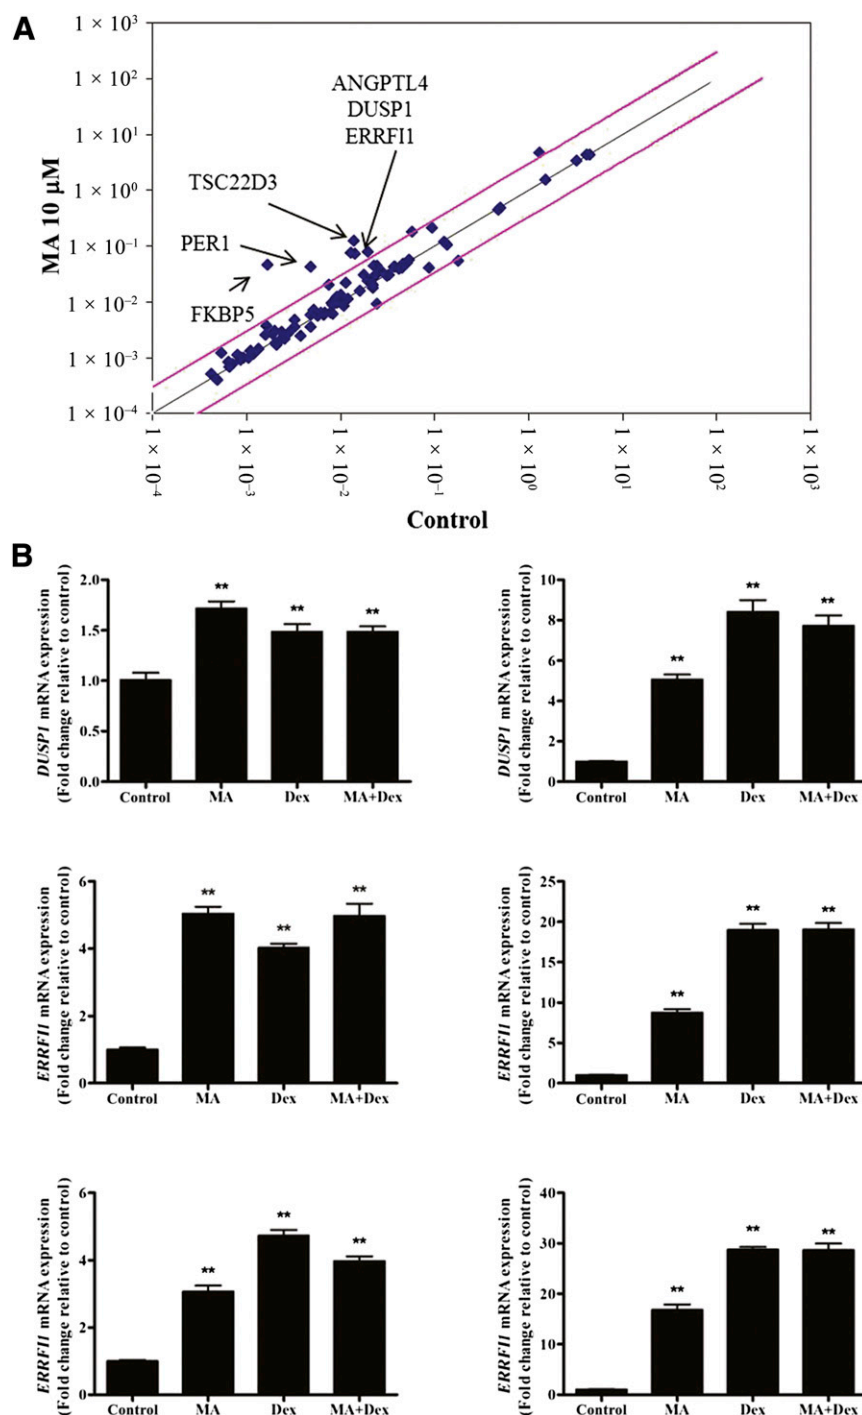 A
1 × 10³
1 × 10²
1 × 10¹
1 × 10⁰
1 × 10⁻¹
1 × 10⁻²
1 × 10⁻³
1 × 10⁻⁴
MA 10 µM
ANGPTL4
DUSP1
ERRFI1
TSC22D3
PER1
FKBP5
1 × 10⁻⁴
1 × 10⁻³
1 × 10⁻²
1 × 10⁻¹
1 × 10⁰
1 × 10¹
1 × 10²
1 × 10³
Control
B
DUSP1 mRNA expression
(Fold change relative to control)
2.0
1.5
1.0
0.5
0.0
**
**
**
Control MA Dex MA+Dex
DUSP1 mRNA expression
(Fold change relative to control)
10
8
6
4
2
0
**
**
**
Control MA Dex MA+Dex
ERRFI1 mRNA expression
(Fold change relative to control)
6
4
2
0
**
**
**
Control MA Dex MA+Dex
ERRFI1 mRNA expression
(Fold change relative to control)
25
20
15
10
5
0
**
**
**
Control MA Dex MA+Dex
ERRFI1 mRNA expression
(Fold change relative to control)
6
4
2
0
**
**
**
Control MA Dex MA+Dex
ERRFI1 mRNA expression
(Fold change relative to control)
40
30
20
10
0
**
**
**
Control MA Dex MA+Dex